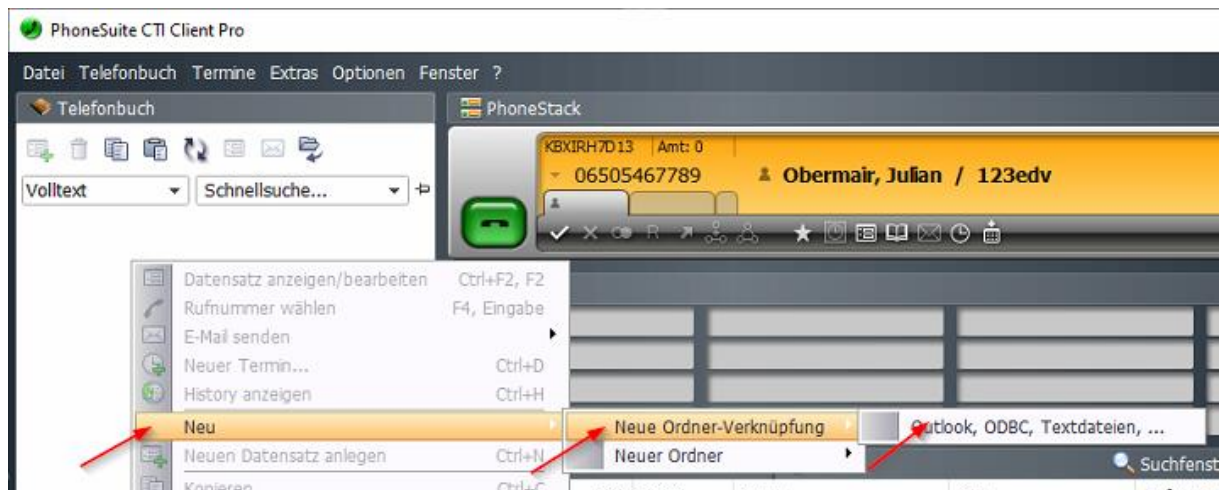 PhoneSuite CTI Client Pro
Datei Telefonbuch Termine Extras Optionen Fenster ?
Telefonbuch
PhoneStack
KBXIRH7D13 Amt: 0
06505467789 Obermair, Julian / 123edv
Volltext Schnellsuche...
R
Datensatz anzeigen/bearbeiten Ctrl+F2, F2
Rufnummer wählen F4, Eingabe
E-Mail senden
Neuer Termin... Ctrl+D
History anzeigen Ctrl+H
Neu Neue Ordner-Verknüpfung Outlook, ODBC, Textdateien, ...
Neuen Datensatz anlegen Ctrl+N Neuer Ordner
Suchfenst
Kopieren Ctrl+C